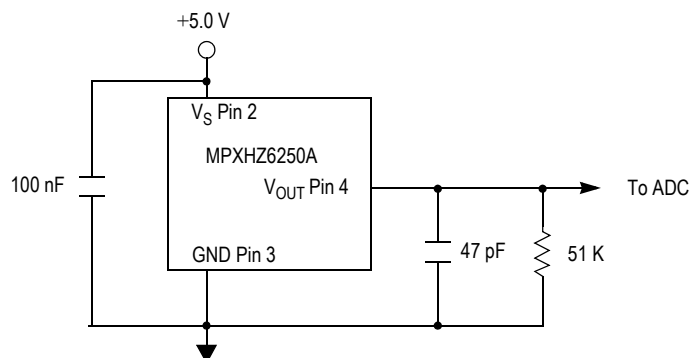 +5.0 V
V_S Pin 2
MPXHZ6250A
100 nF
V_OUT Pin 4
To ADC
GND Pin 3
47 pF
51 K